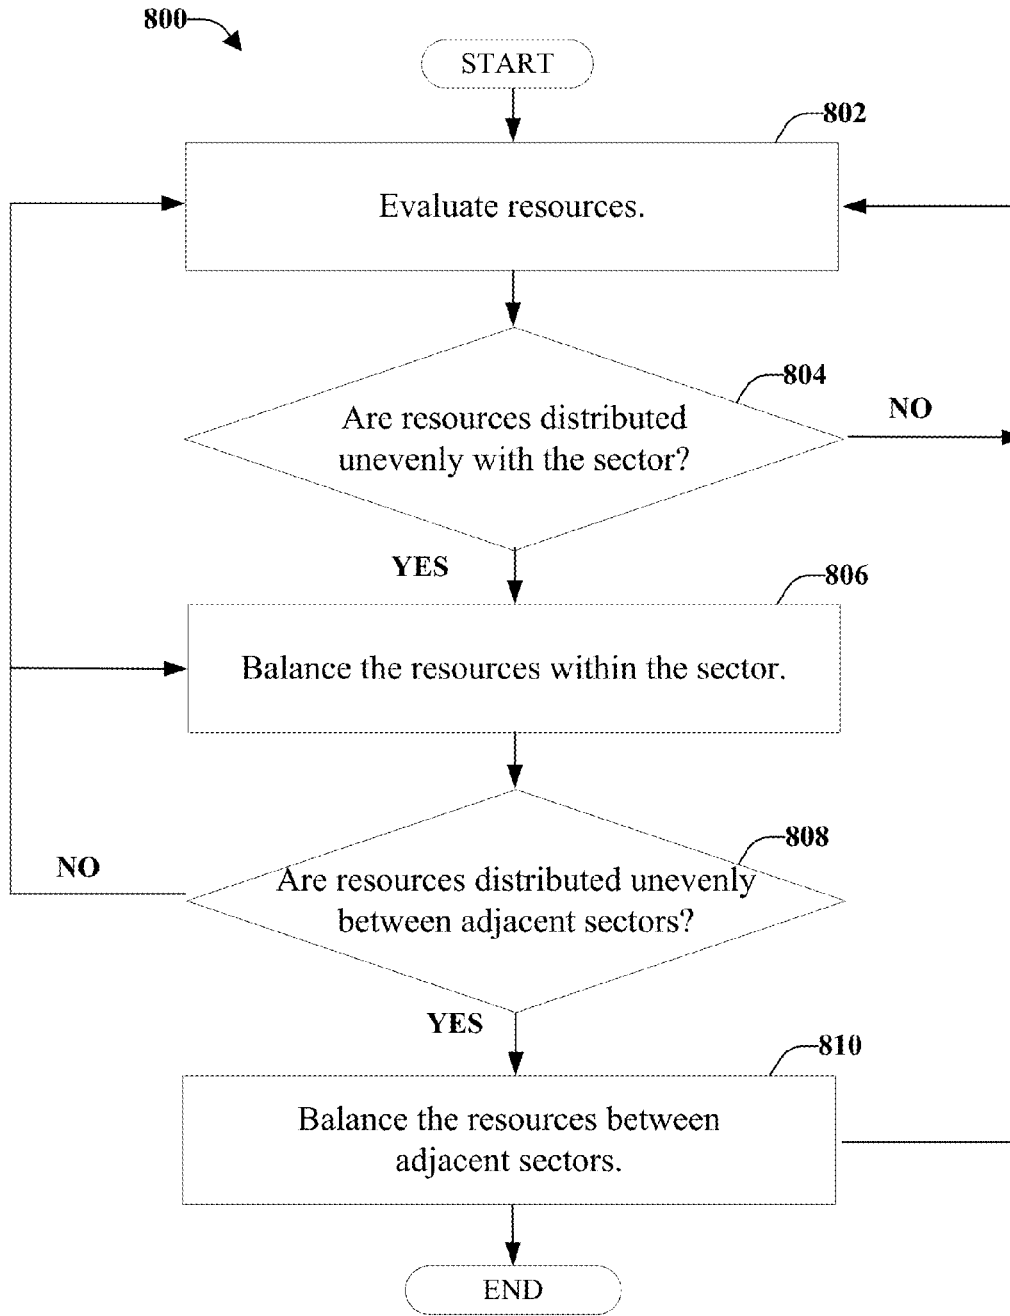 800
START
802
Evaluate resources.
804
Are resources distributed
unevenly with the sector?
NO
YES
806
Balance the resources within the sector.
808
NO
Are resources distributed unevenly
between adjacent sectors?
YES
810
Balance the resources between
adjacent sectors.
END